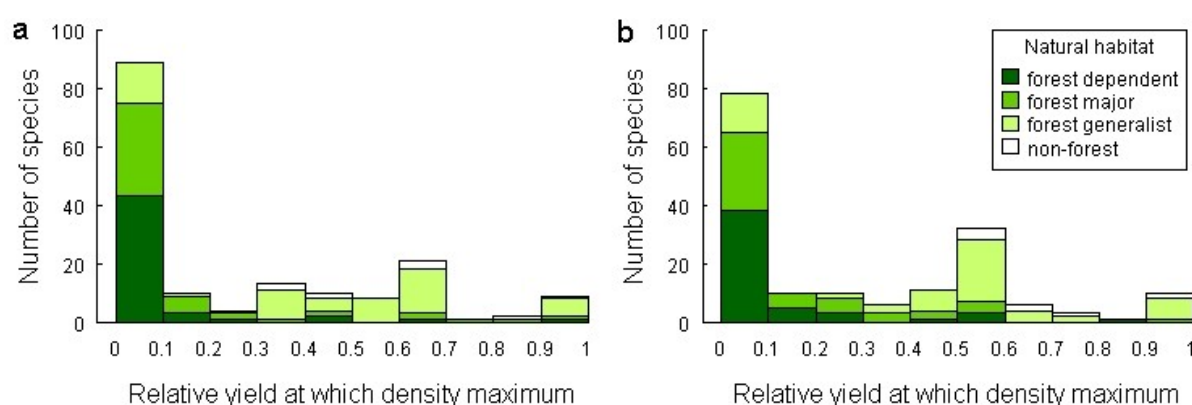 a
Number of species
100
80
60
40
20
0
0 0.1 0.2 0.3 0.4 0.5 0.6 0.7 0.8 0.9 1
Relative yield at which density maximum
b
Number of species
100
80
60
40
20
0
0 0.1 0.2 0.3 0.4 0.5 0.6 0.7 0.8 0.9 1
Relative yield at which density maximum
Natural habitat
forest dependent
forest major
forest generalist
non-forest